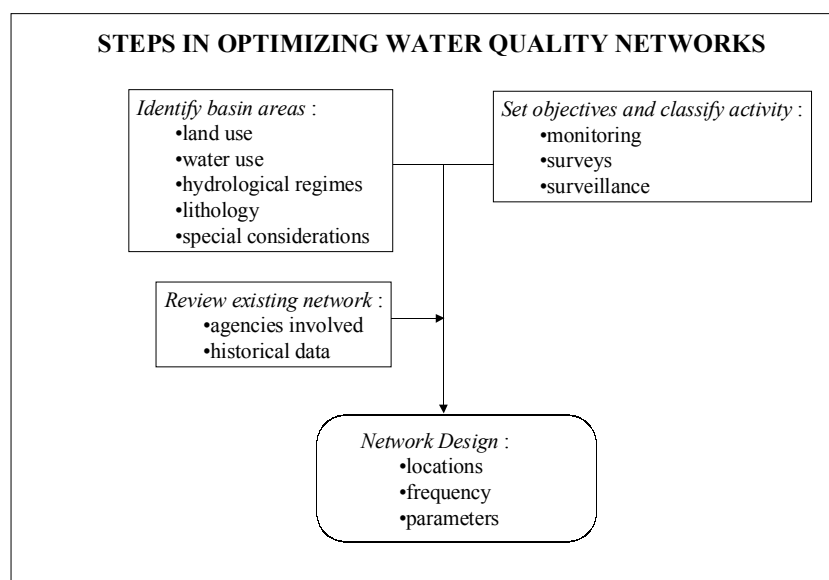 STEPS IN OPTIMIZING WATER QUALITY NETWORKS
Identify basin areas :
•land use
•water use
•hydrological regimes
•lithology
•special considerations
Set objectives and classify activity :
•monitoring
•surveys
•surveillance
Review existing network :
•agencies involved
•historical data
Network Design :
•locations
•frequency
•parameters